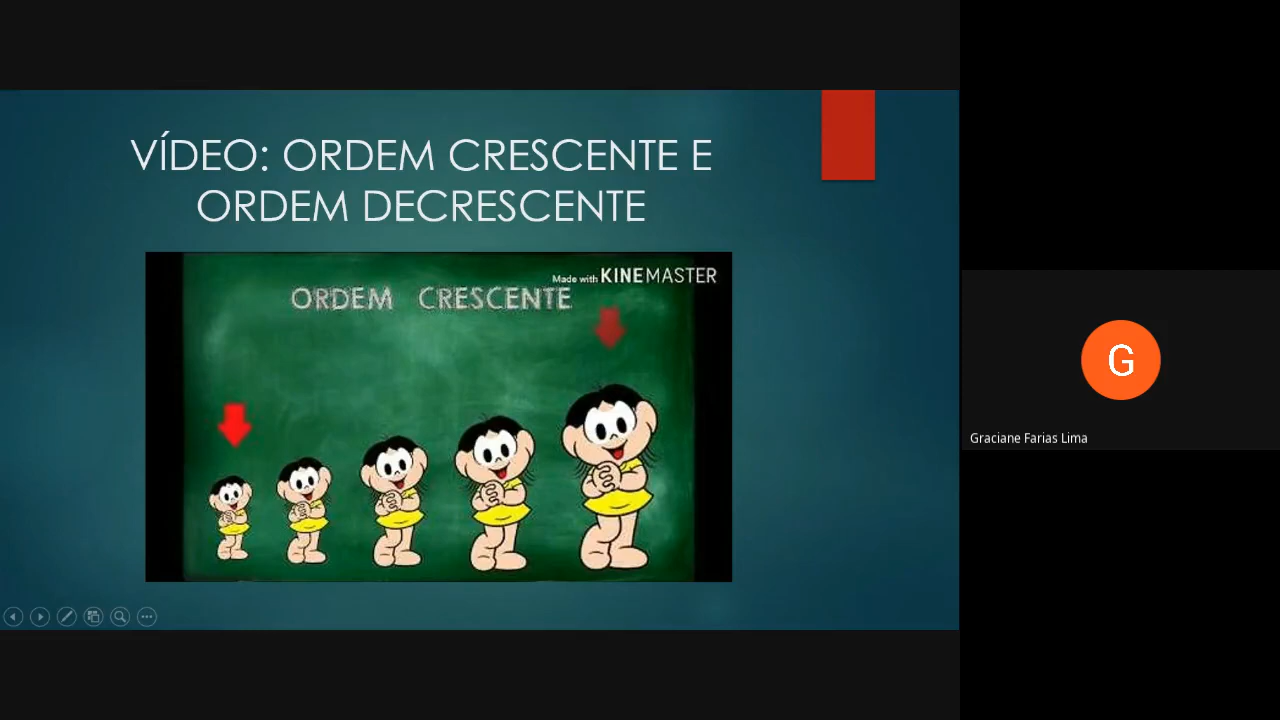 VÍDEO: ORDEM CRESCENTE E
ORDEM DECRESCENTE
Made with KINEMASTER
ORDEM CRESCENTE
G
Graciane Farias Lima